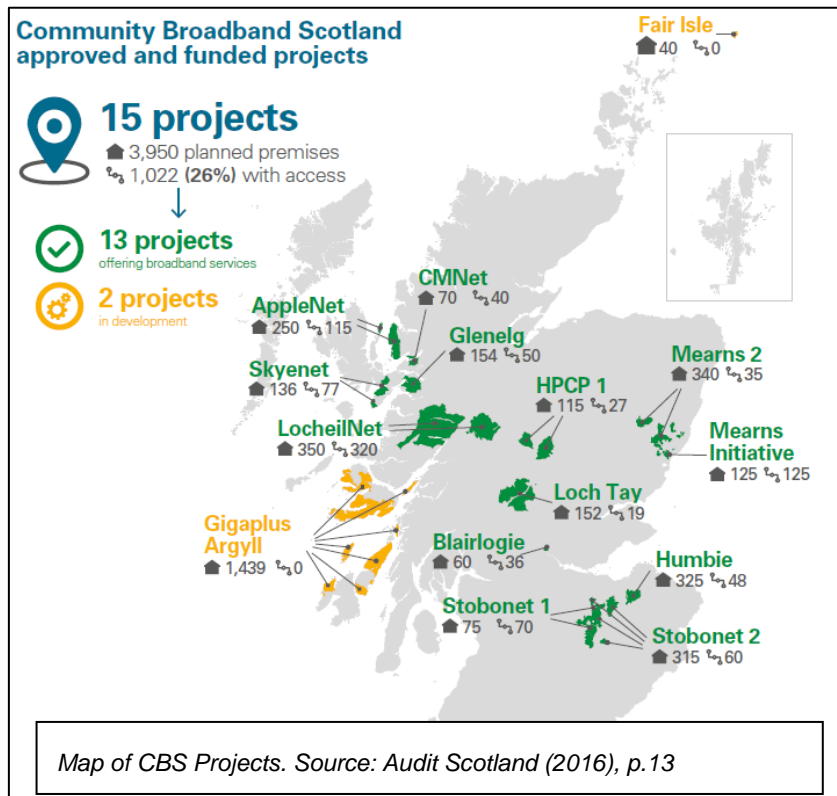 Community Broadband Scotland
approved and funded projects
Fair Isle
40 0
15 projects
3,950 planned premises
1,022 (26%) with access
13 projects
offering broadband services
2 projects
in development
CMNet
70 40
AppleNet
250 115
Glenelg
154 50
Mearns 2
340 35
Skyenet
136 77
HPCP 1
115 27
LocheilNet
350 320
Mearns
Initiative
125 125
Loch Tay
152 19
Gigaplus
Argyll
1,439 0
Blairlogie
60 36
Humbie
325 48
Stobonet 1
75 70
Stobonet 2
315 60
Map of CBS Projects. Source: Audit Scotland (2016), p.13